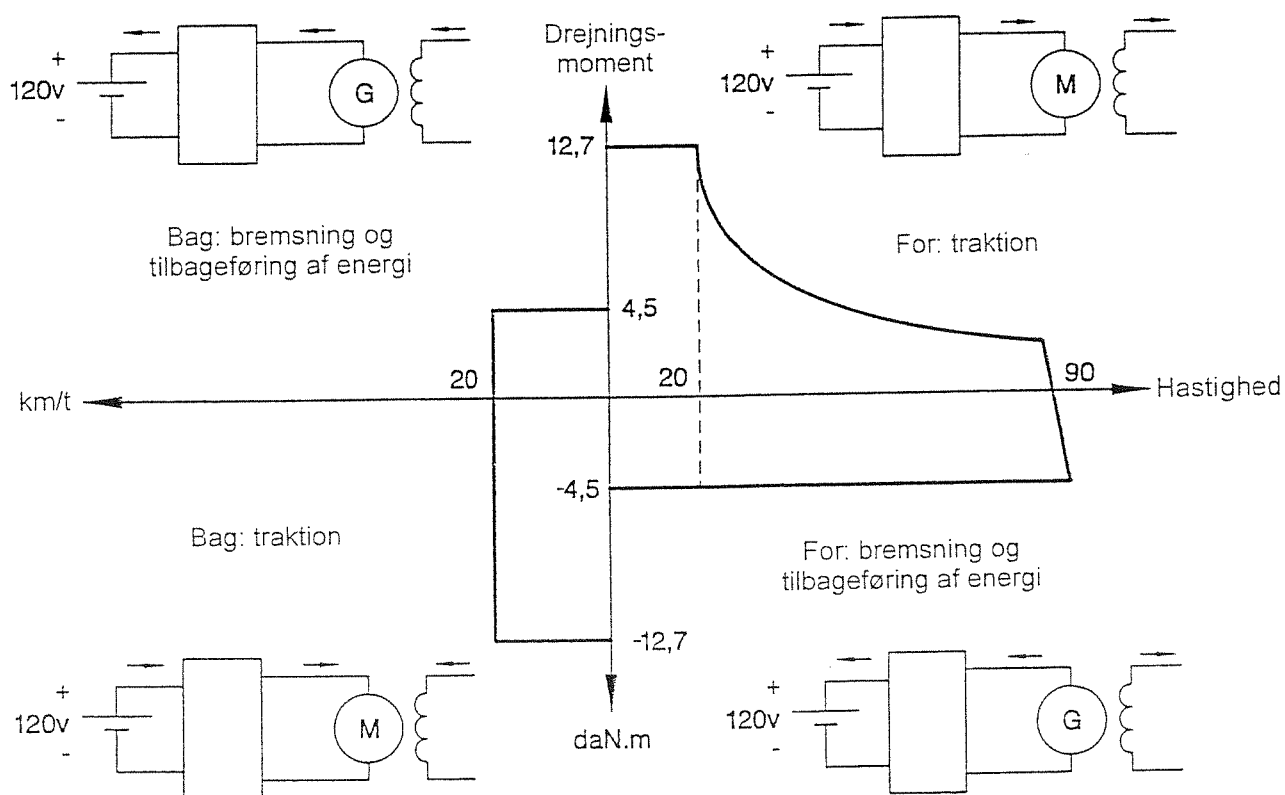 +
120v
-
G
Drejnings-
moment
+
120v
-
M
12,7
Bag: bremsning og
tilbageføring af energi
For: traktion
4,5
20
20
90
km/t
Hastighed
-4,5
Bag: traktion
For: bremsning og
tilbageføring af energi
-12,7
+
120v
-
M
daN.m
+
120v
-
G